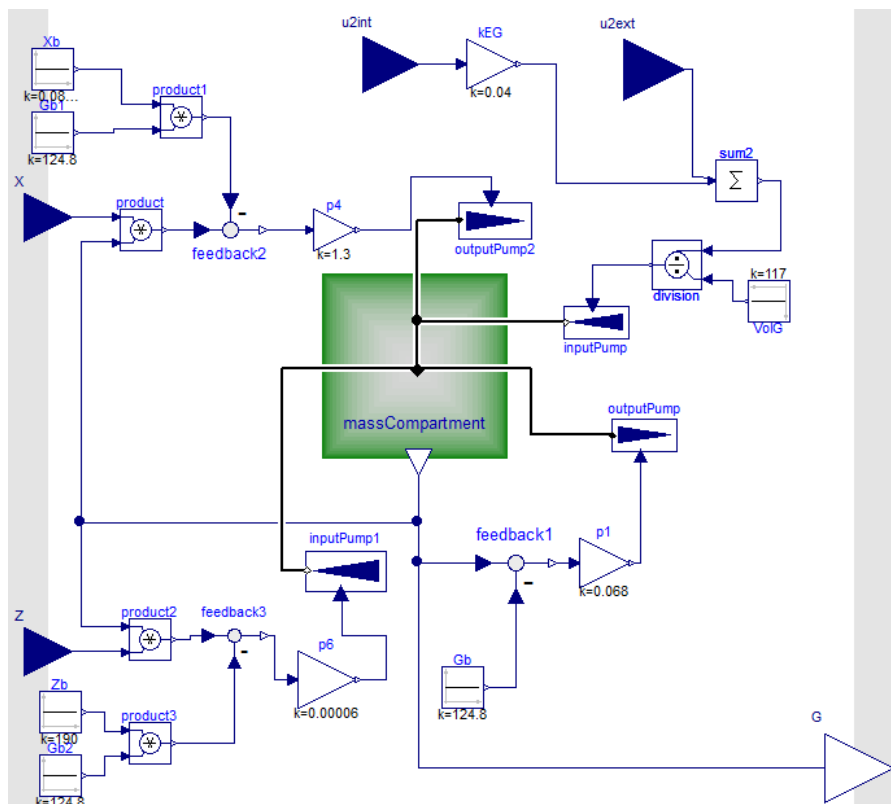 u2int
kEG
u2ext
Xb
product1
k=0.04
k=0.08...
Gb1
k=124.8
sum2
Σ
X
product
p4
feedback2
k=1.3
outputPump2
division
k=117
VolG
inputPump
massCompartment
outputPump
inputPump1
feedback1
p1
k=0.068
Z
product2
feedback3
p6
k=0.00006
Gb
k=124.8
Zb
k=190
product3
Gb2
k=124.8
G